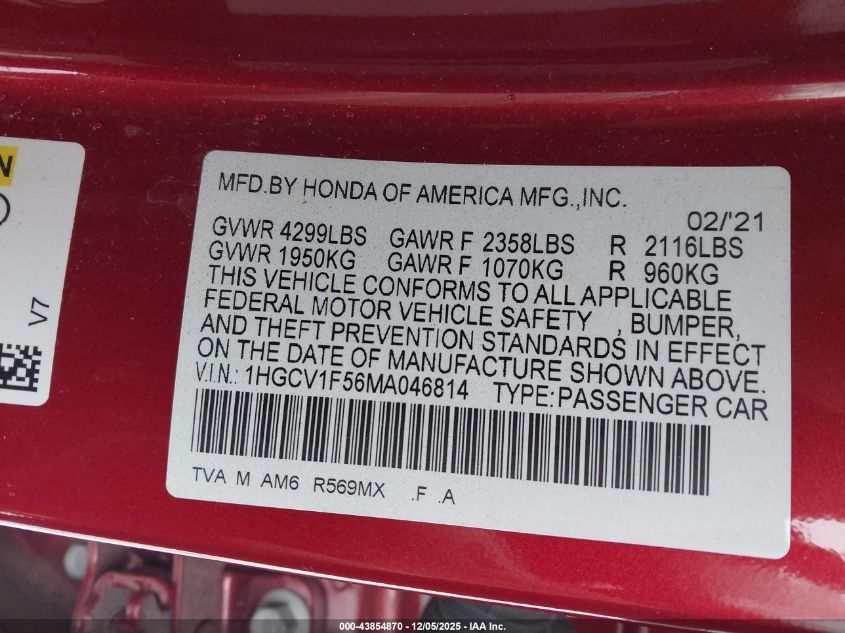 N
V7
MFD.BY HONDA OF AMERICA MFG.,INC.
02/'21
GVWR 4299LBS GAWR F 2358LBS R 2116LBS
GVWR 1950KG GAWR F 1070KG R 960KG
THIS VEHICLE CONFORMS TO ALL APPLICABLE
FEDERAL MOTOR VEHICLE SAFETY , BUMPER,
AND THEFT PREVENTION STANDARDS IN EFFECT
ON THE DATE OF MANUFACTURE SHOWN ABOVE.
V.I.N.: 1HGCV1F56MA046814 TYPE:PASSENGER CAR
TVA M AM6 R569MX .F .A
000-43854870 - 12/05/2025 - IAA Inc.